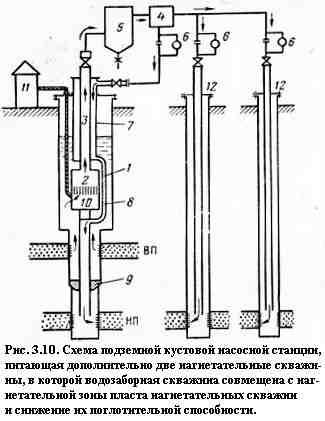 5
4
6
6
11
3
12
12
7
1
2
10
8
ВП
9
НП
Рис. 3.10. Схема подземной кустовой насосной станции,
питающая дополнительно две нагнетательные скважи-
ны, в которой водозаборная скважина совмещена с наг-
нетательной зоны пласта нагнетательных скважин
и снижение их поглотительной способности.